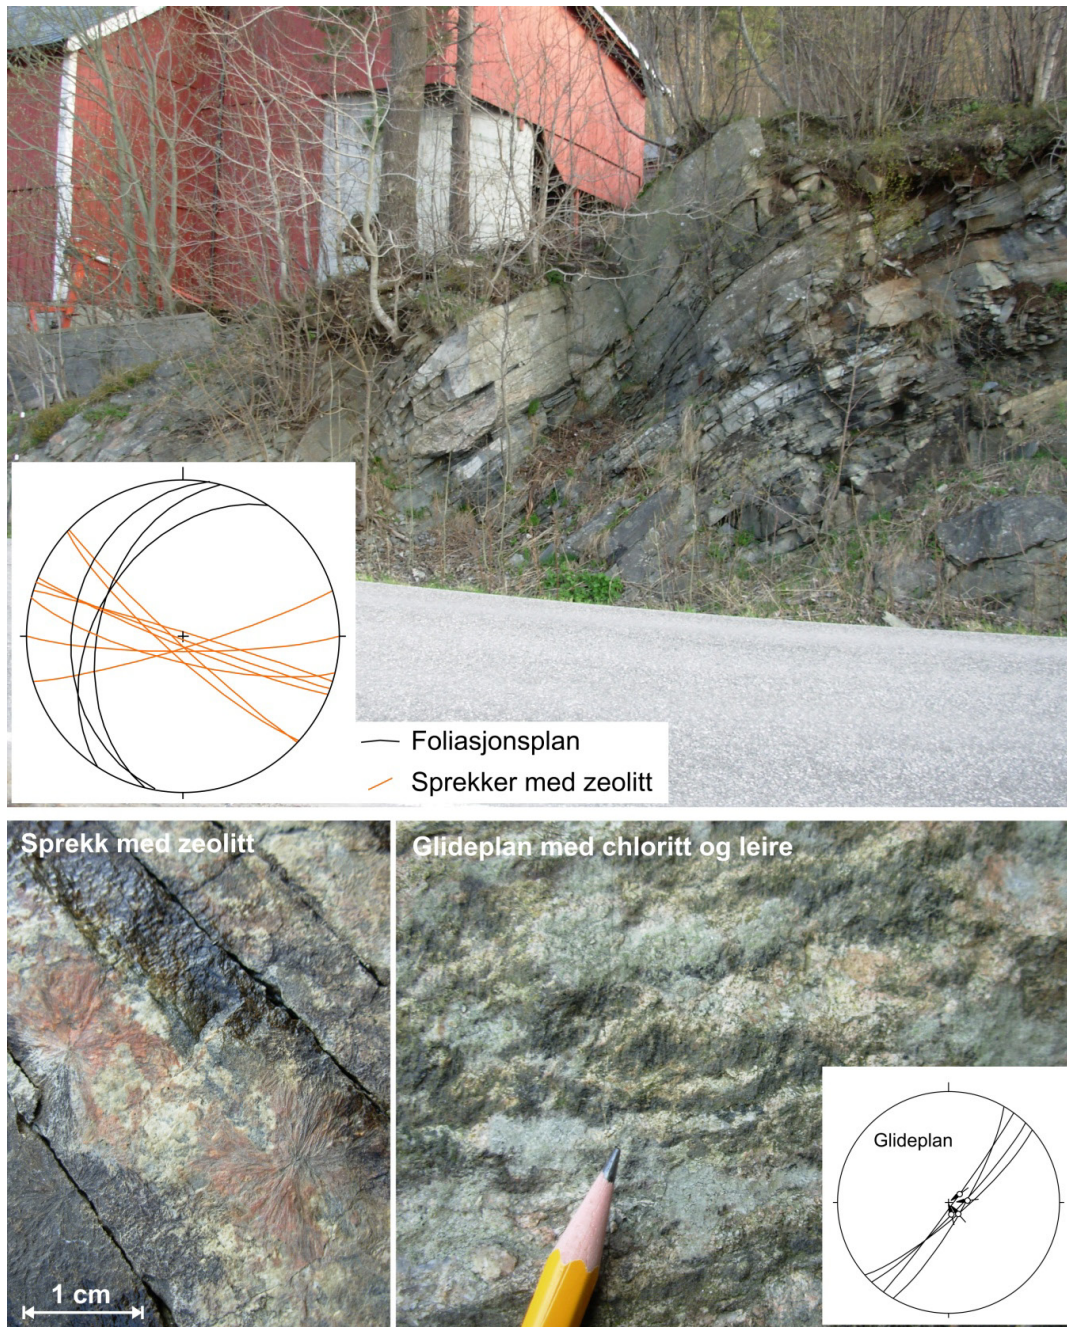 Foliasjonsplan
Sprekker med zeolitt
Sprekk med zeolitt
Glideplan med chloritt og leire
Glideplan
1 cm